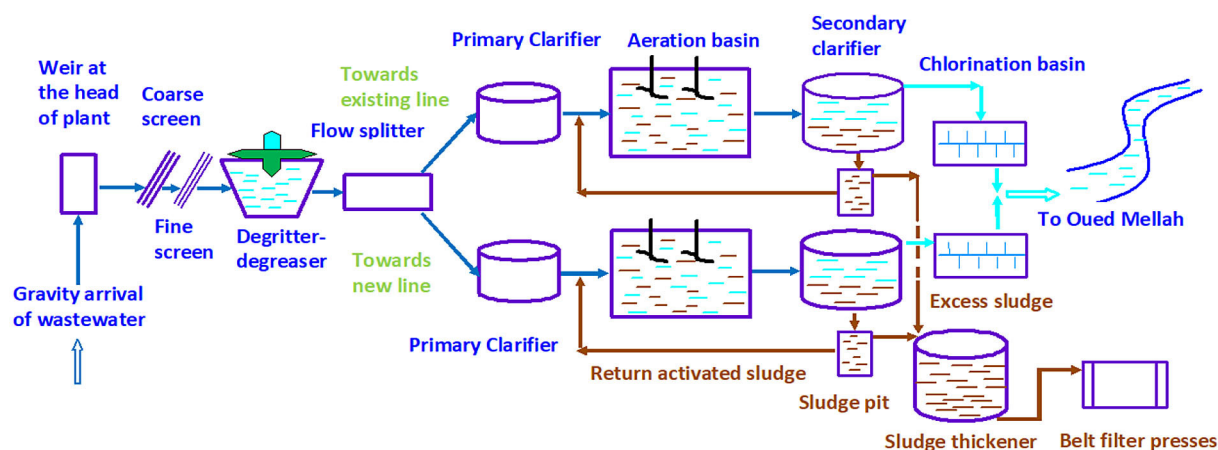 Weir at
the head
of plant
Coarse
screen
Towards
existing line
Flow splitter
Primary Clarifier
Aeration basin
Secondary
clarifier
Chlorination basin
To Oued Mellah
Fine
screen
Degritter-
degreaser
Towards
new line
Gravity arrival
of wastewater
Primary Clarifier
Return activated sludge
Sludge pit
Excess sludge
Sludge thickener
Belt filter presses